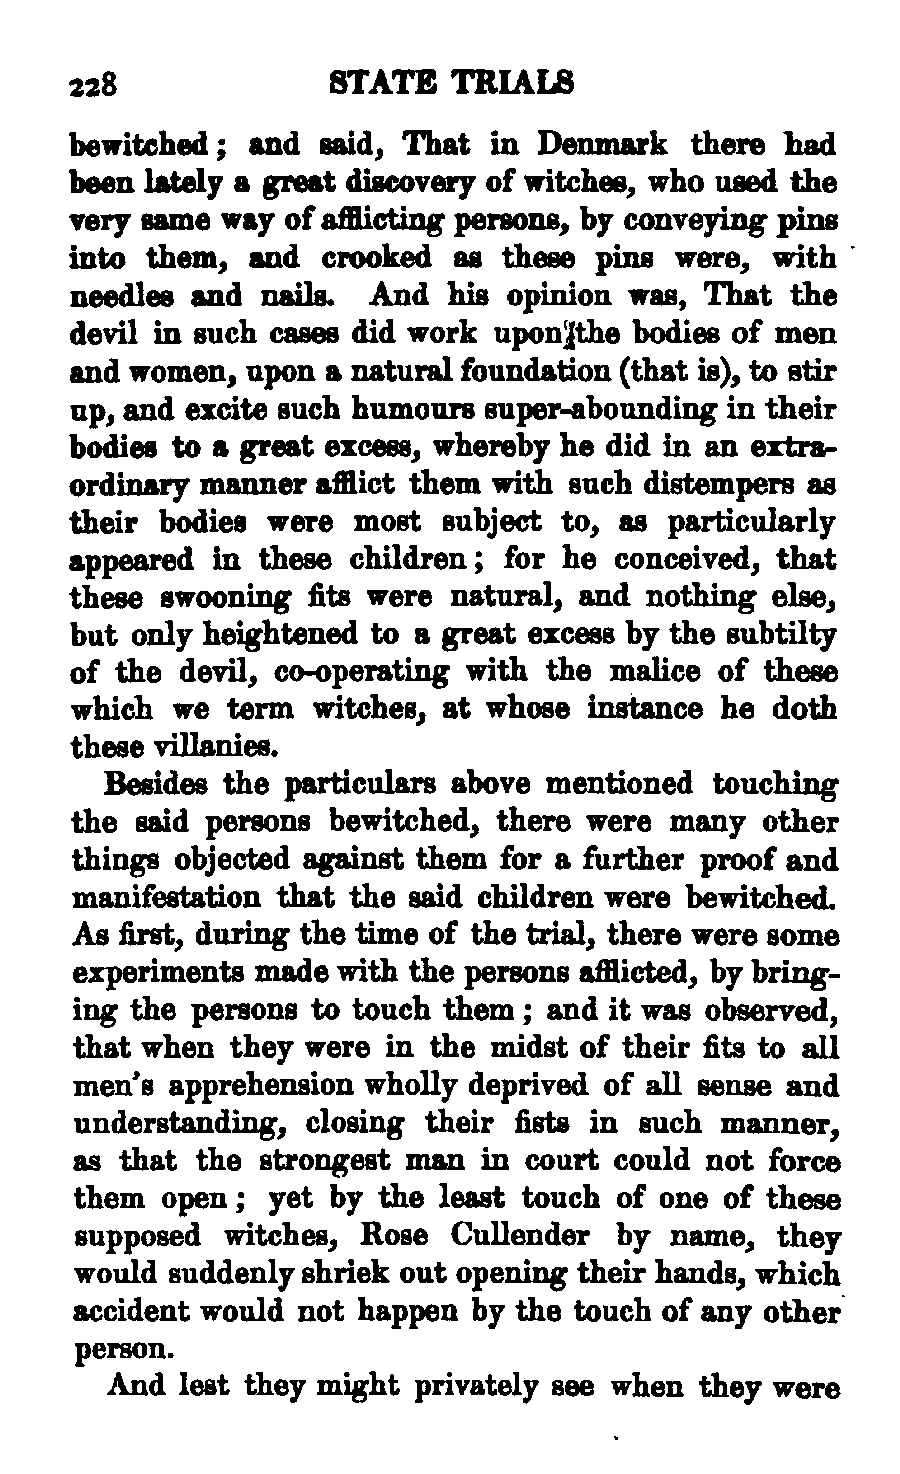 228 STATE TRIALS
bewitched; and said, That in Denmark there had
been lately a great discovery of witches, who used the
very same way of afflicting persons, by conveying pins
into them, and crooked as these pins were, with
needles and nails. And his opinion was, That the
devil in such cases did work upon the bodies of men
and women, upon a natural foundation (that is), to stir
up, and excite such humours super-abounding in their
bodies to a great excess, whereby he did in an extra-
ordinary manner afflict them with such distempers as
their bodies were most subject to, as particularly
appeared in these children; for he conceived, that
these swooning fits were natural, and nothing else,
but only heightened to a great excess by the subtilty
of the devil, co-operating with the malice of these
which we term witches, at whose instance he doth
these villanies.
Besides the particulars above mentioned touching
the said persons bewitched, there were many other
things objected against them for a further proof and
manifestation that the said children were bewitched.
As first, during the time of the trial, there were some
experiments made with the persons afflicted, by bring-
ing the persons to touch them; and it was observed,
that when they were in the midst of their fits to all
men's apprehension wholly deprived of all sense and
understanding, closing their fists in such manner,
as that the strongest man in court could not force
them open; yet by the least touch of one of these
supposed witches, Rose Cullender by name, they
would suddenly shriek out opening their hands, which
accident would not happen by the touch of any other
person.
And lest they might privately see when they were